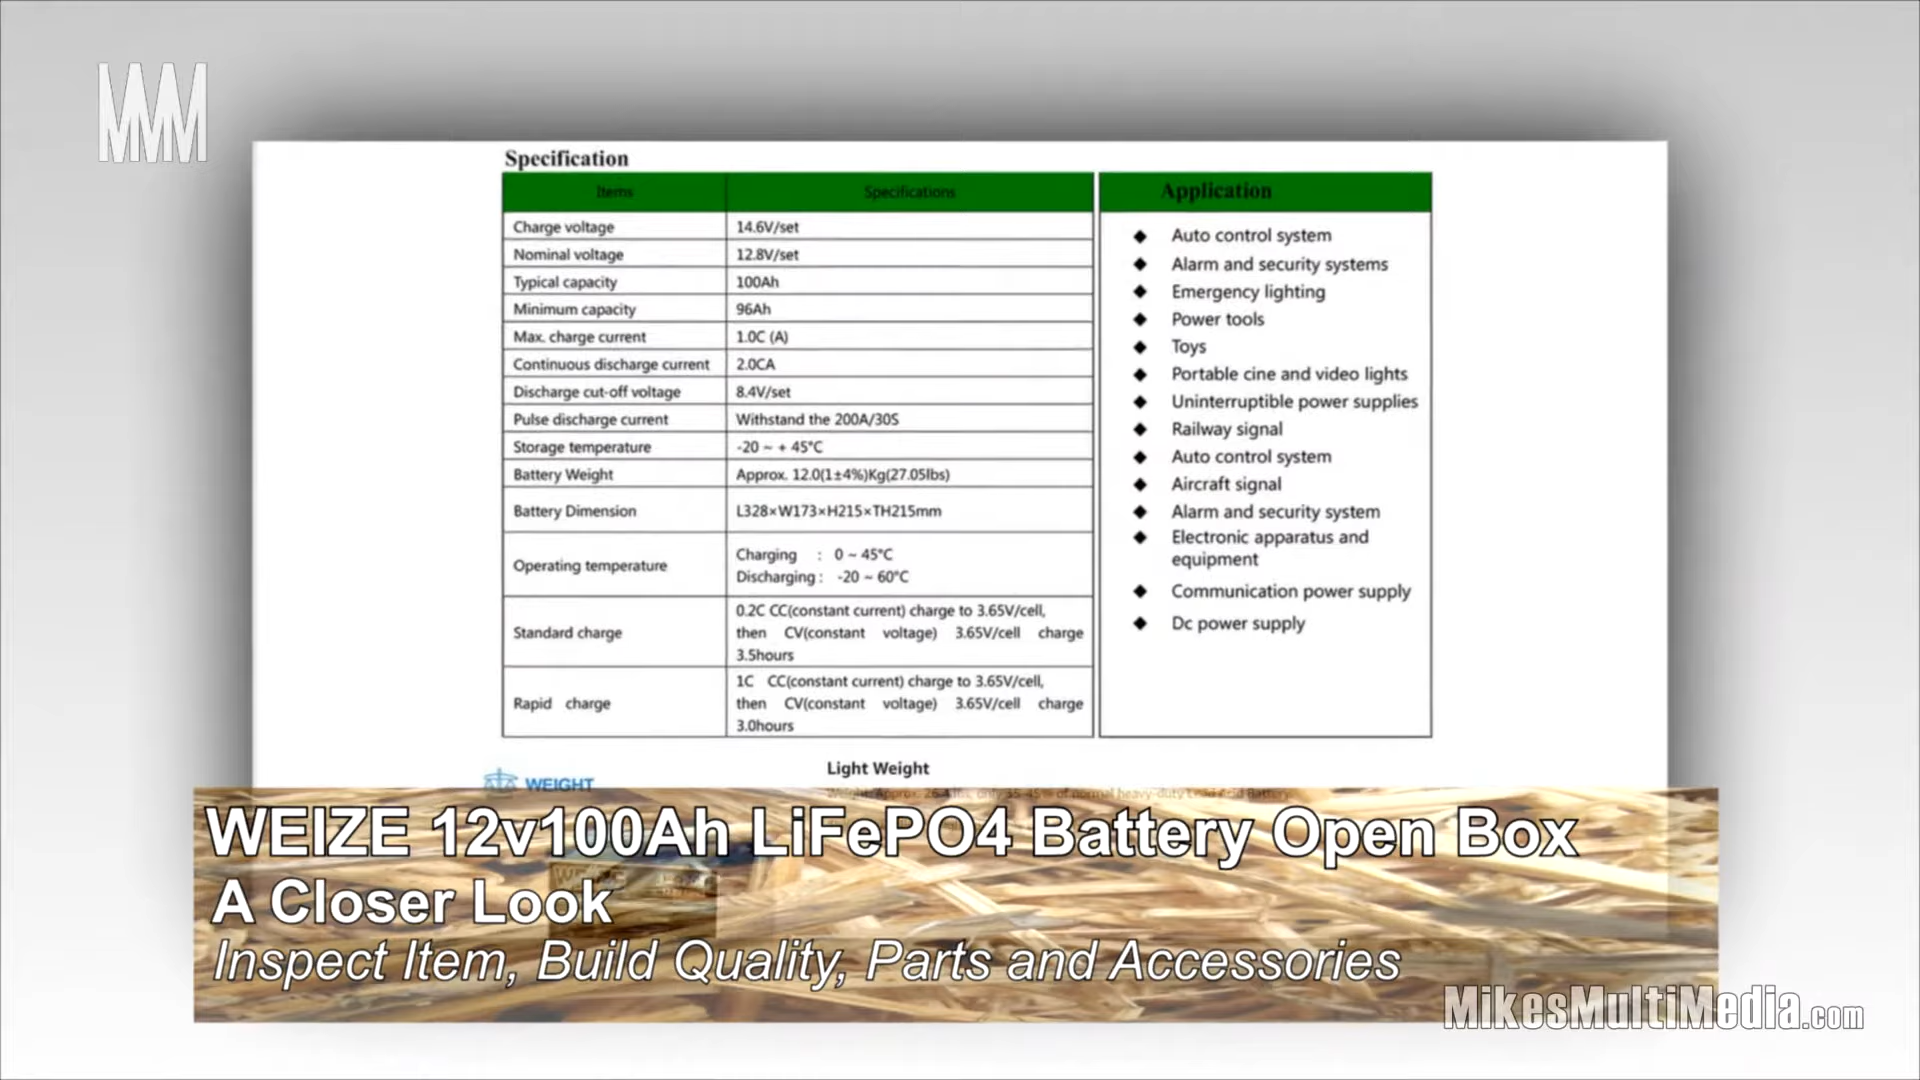 MMM
Specification
Items Specifications
Charge voltage 14.6V/set
Nominal voltage 12.8V/set
Typical capacity 100Ah
Minimum capacity 96Ah
Max. charge current 1.0C (A)
Continuous discharge current 2.0CA
Discharge cut-off voltage 8.4V/set
Pulse discharge current Withstand the 200A/30S
Storage temperature -20 ~ + 45℃
Battery Weight Approx. 12.0(1±4%)Kg(27.05lbs)
Battery Dimension L328×W173×H215×TH215mm
Operating temperature
Charging : 0 ~ 45℃
Discharging : -20 ~ 60℃
Standard charge
0.2C CC(constant current) charge to 3.65V/cell,
then CV(constant voltage) 3.65V/cell charge
3.5hours
Rapid charge
1C CC(constant current) charge to 3.65V/cell,
then CV(constant voltage) 3.65V/cell charge
3.0hours
Application
◆ Auto control system
◆ Alarm and security systems
◆ Emergency lighting
◆ Power tools
◆ Toys
◆ Portable cine and video lights
◆ Uninterruptible power supplies
◆ Railway signal
◆ Auto control system
◆ Aircraft signal
◆ Alarm and security system
◆ Electronic apparatus and
equipment
◆ Communication power supply
◆ Dc power supply
WEIGHT
Light Weight
WEIZE 12v100Ah LiFePO4 Battery Open Box
A Closer Look
Inspect Item, Build Quality, Parts and Accessories
MikesMultiMedia.com